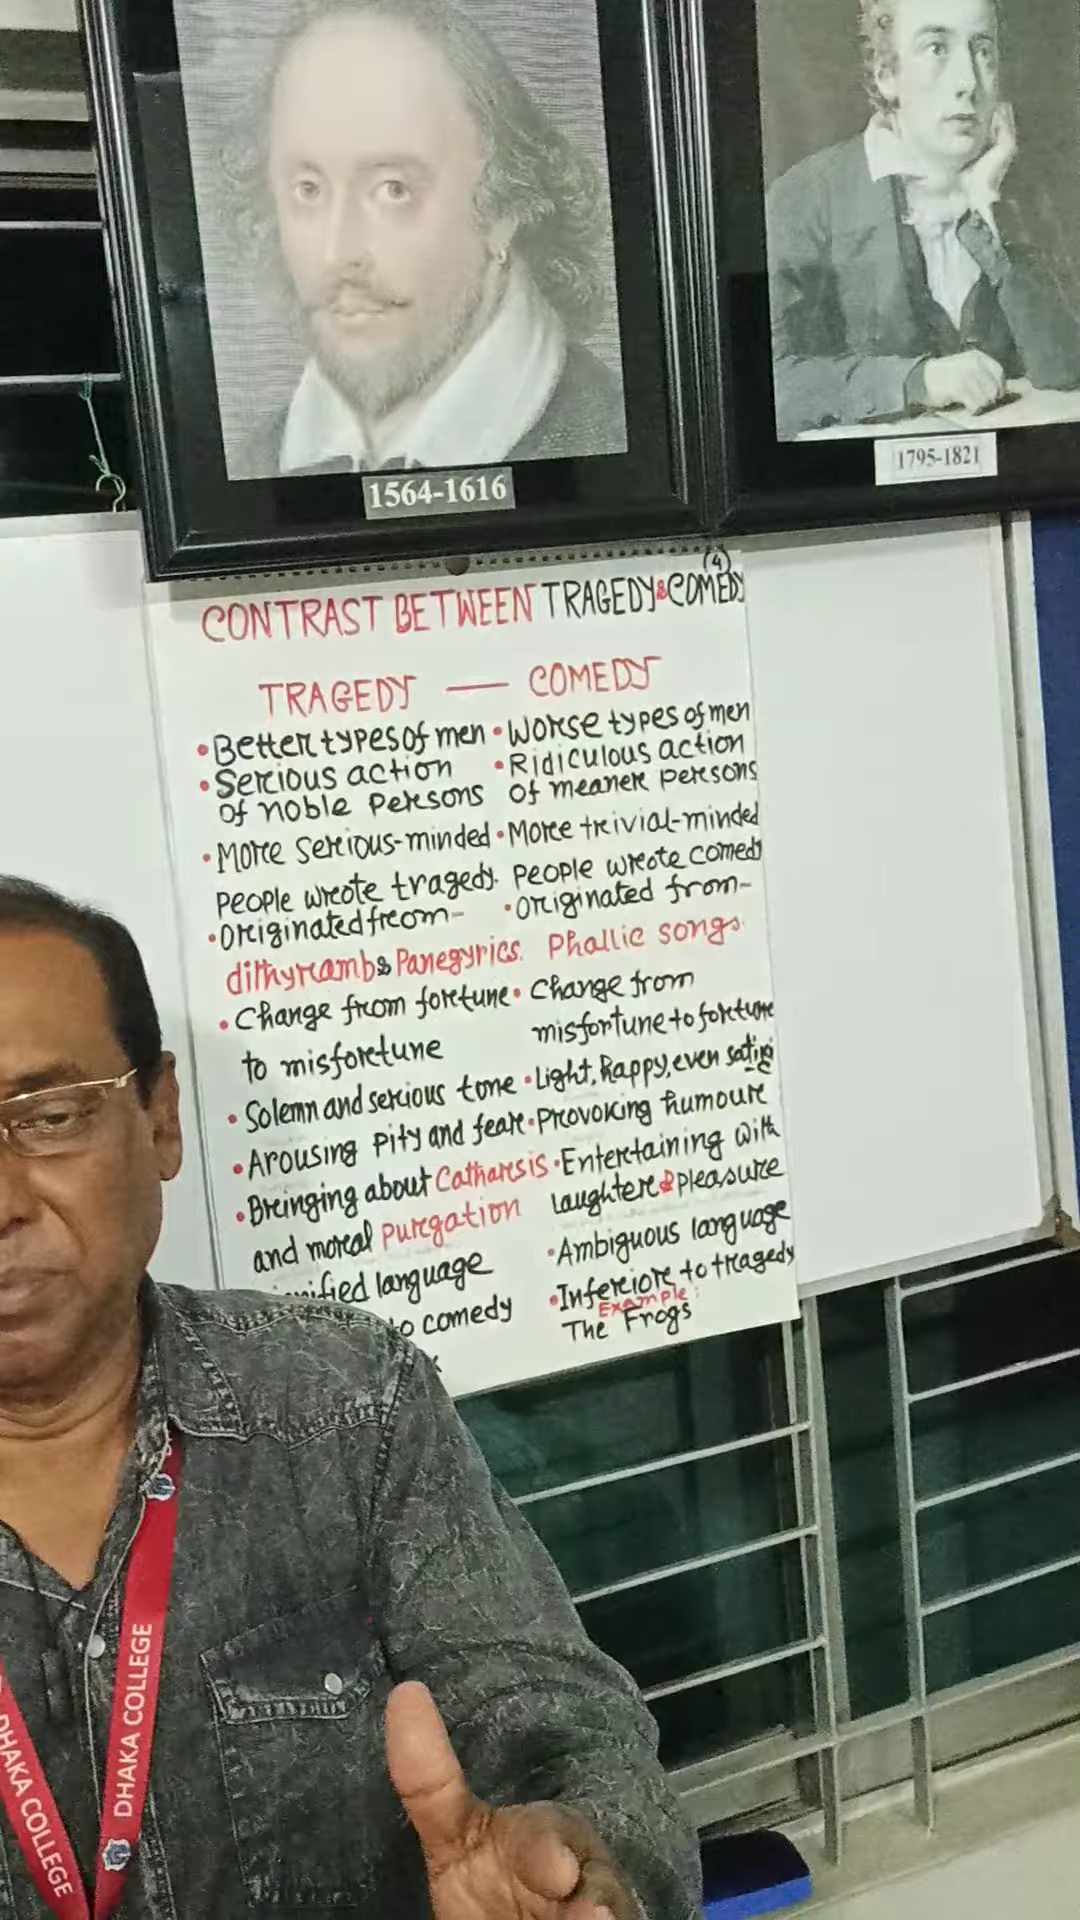 1564-1616
1795-1821
(4)
CONTRAST BETWEEN TRAGEDY & COMEDY
TRAGEDY — COMEDY
• Better types of men • Worse types of men
• Serious action • Ridiculous action
of noble persons of meaner persons
• More serious-minded • More trivial-minded
people wrote tragedy. people wrote comedy
• Originated from- • originated from-
dithyrambs & Panegyrics. Phallic songs.
• Change from fortune • Change from
to misfortune misfortune to fortune
• Solemn and serious tone • Light, happy, even satiric
• Arousing pity and fear • Provoking humour
• Bringing about Catharsis • Entertaining with
and moral purgation laughter & pleasure
language • Ambiguous language
to comedy • Inferior to tragedy
Example:
The Frogs
DHAKA COLLEGE
DHAKA COLLEGE